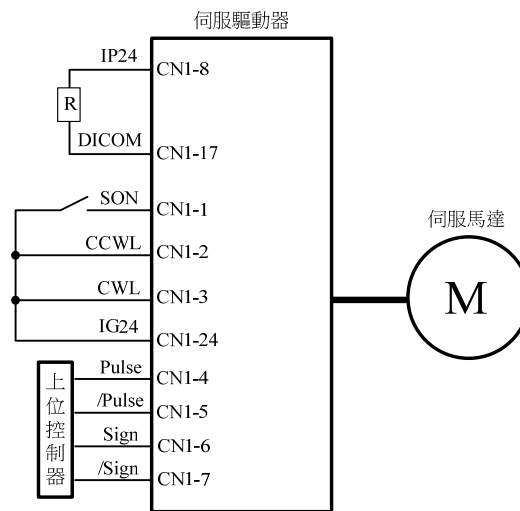 伺服驅動器
IP24
CN1-8
R
DICOM
CN1-17
SON
CN1-1
CCWL
CN1-2
CWL
CN1-3
IG24
CN1-24
伺服馬達
M
上位控制器
Pulse
CN1-4
/Pulse
CN1-5
Sign
CN1-6
/Sign
CN1-7